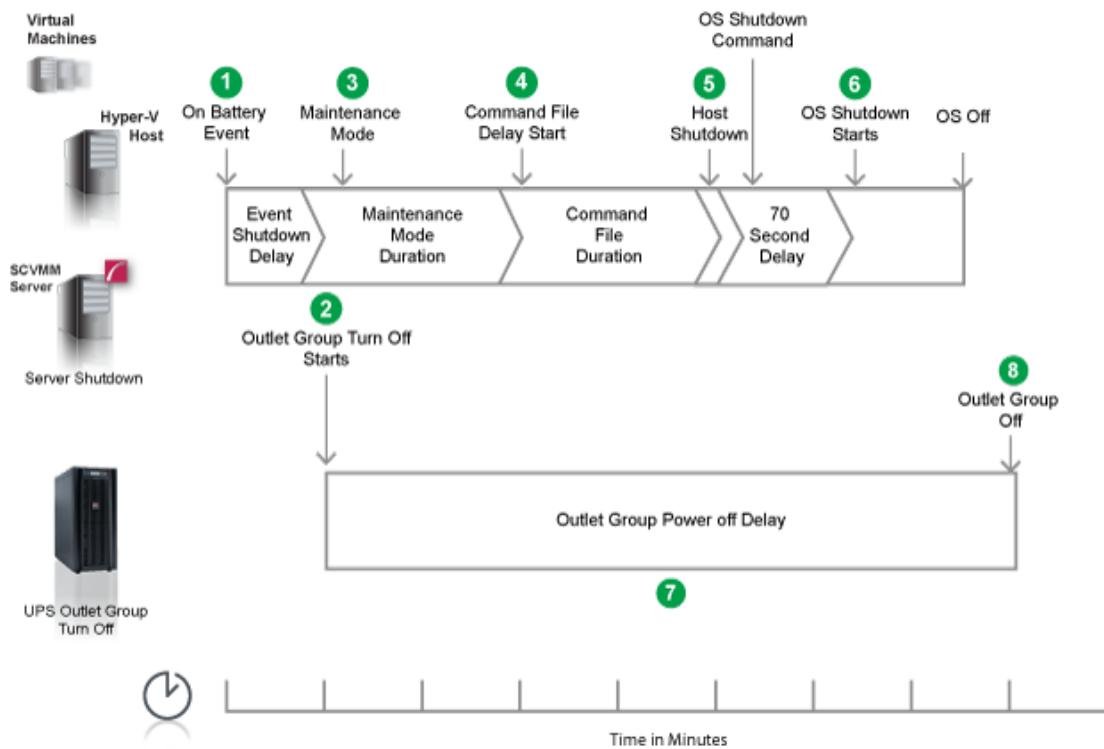 Virtual
Machines
OS Shutdown
Command
1
3
4
5
6
On Battery
Event
Maintenance
Mode
Command File
Delay Start
Host
Shutdown
OS Shutdown
Starts
OS Off
Hyper-V
Host
Event
Shutdown
Delay
Maintenance
Mode
Duration
Command
File
Duration
70
Second
Delay
SCVMM
Server
Server Shutdown
2
Outlet Group Turn Off
Starts
8
Outlet Group
Off
Outlet Group Power off Delay
7
UPS Outlet Group
Turn Off
Time in Minutes